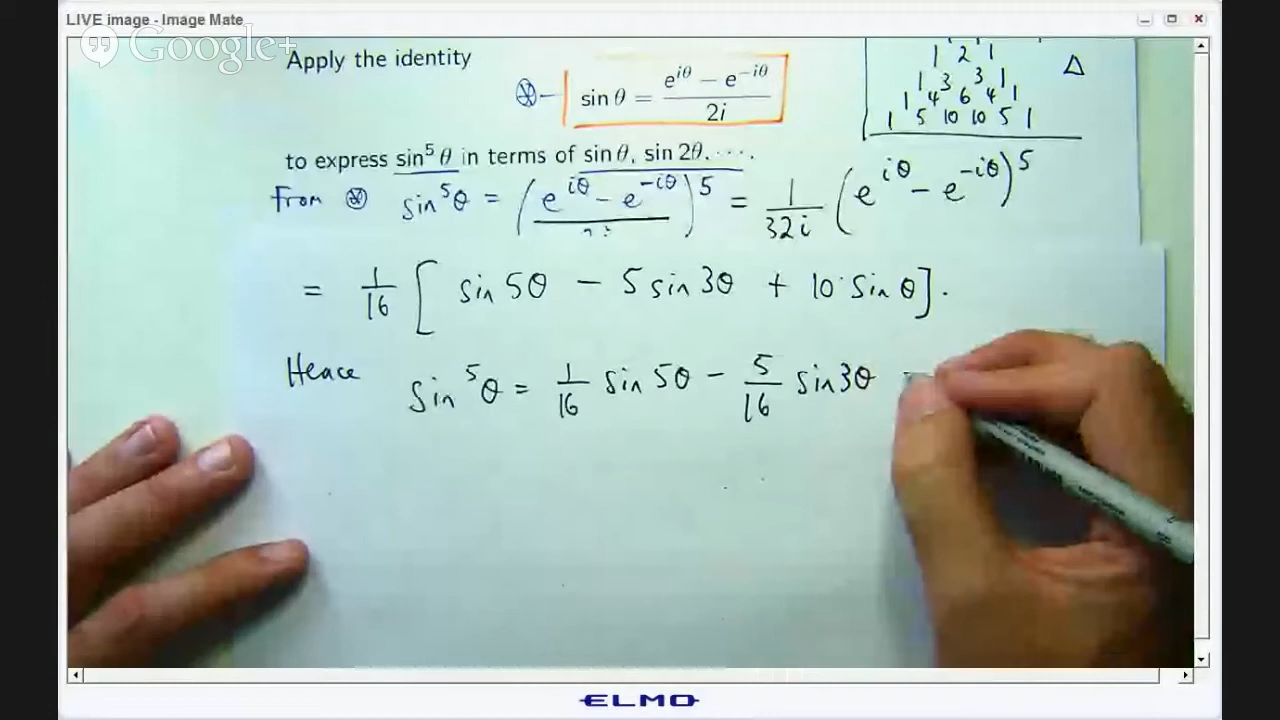 LIVE image - Image Mate
Google+
Apply the identity
⊛ – sin θ = (e^{iθ} − e^{−iθ}) / 2i
1 2 1
1 3 3 1
1 4 6 4 1
1 5 10 10 5 1
Δ
to express sin⁵ θ in terms of sin θ, sin 2θ, ⋯.
From ⊛ sin⁵θ = ((e^{iθ} − e^{−iθ}) / )⁵ = 1/32i (e^{iθ} − e^{−iθ})⁵
= 1/16 [ sin 5θ − 5 sin 3θ + 10 · sin θ ] .
Hence sin⁵θ = 1/16 sin 5θ − 5/16 sin 3θ
ELMO